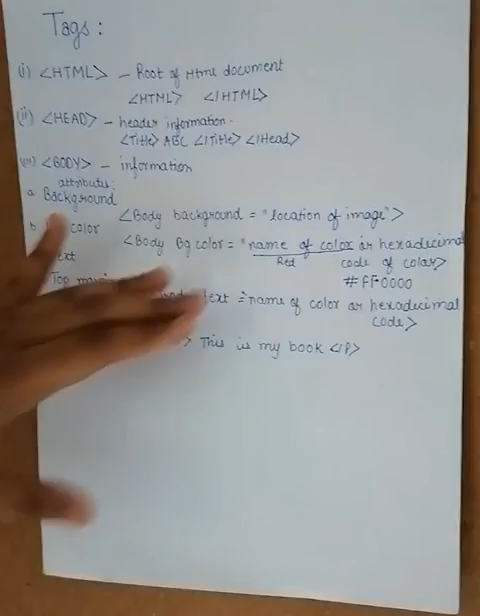 Tags:
(i) <HTML> - Root of Html document
<HTML> </HTML>
(ii) <HEAD> - header information.
<Title> ABC </Title> </Head>
(iii) <BODY> - information
attributes:
a Background
<Body background = "location of image">
b color
<Body Bg color = "name of color or hexadecimal
Red code of color>
text
#FF0000
Top
text = name of color or hexadecimal
code>
> This is my book </P>